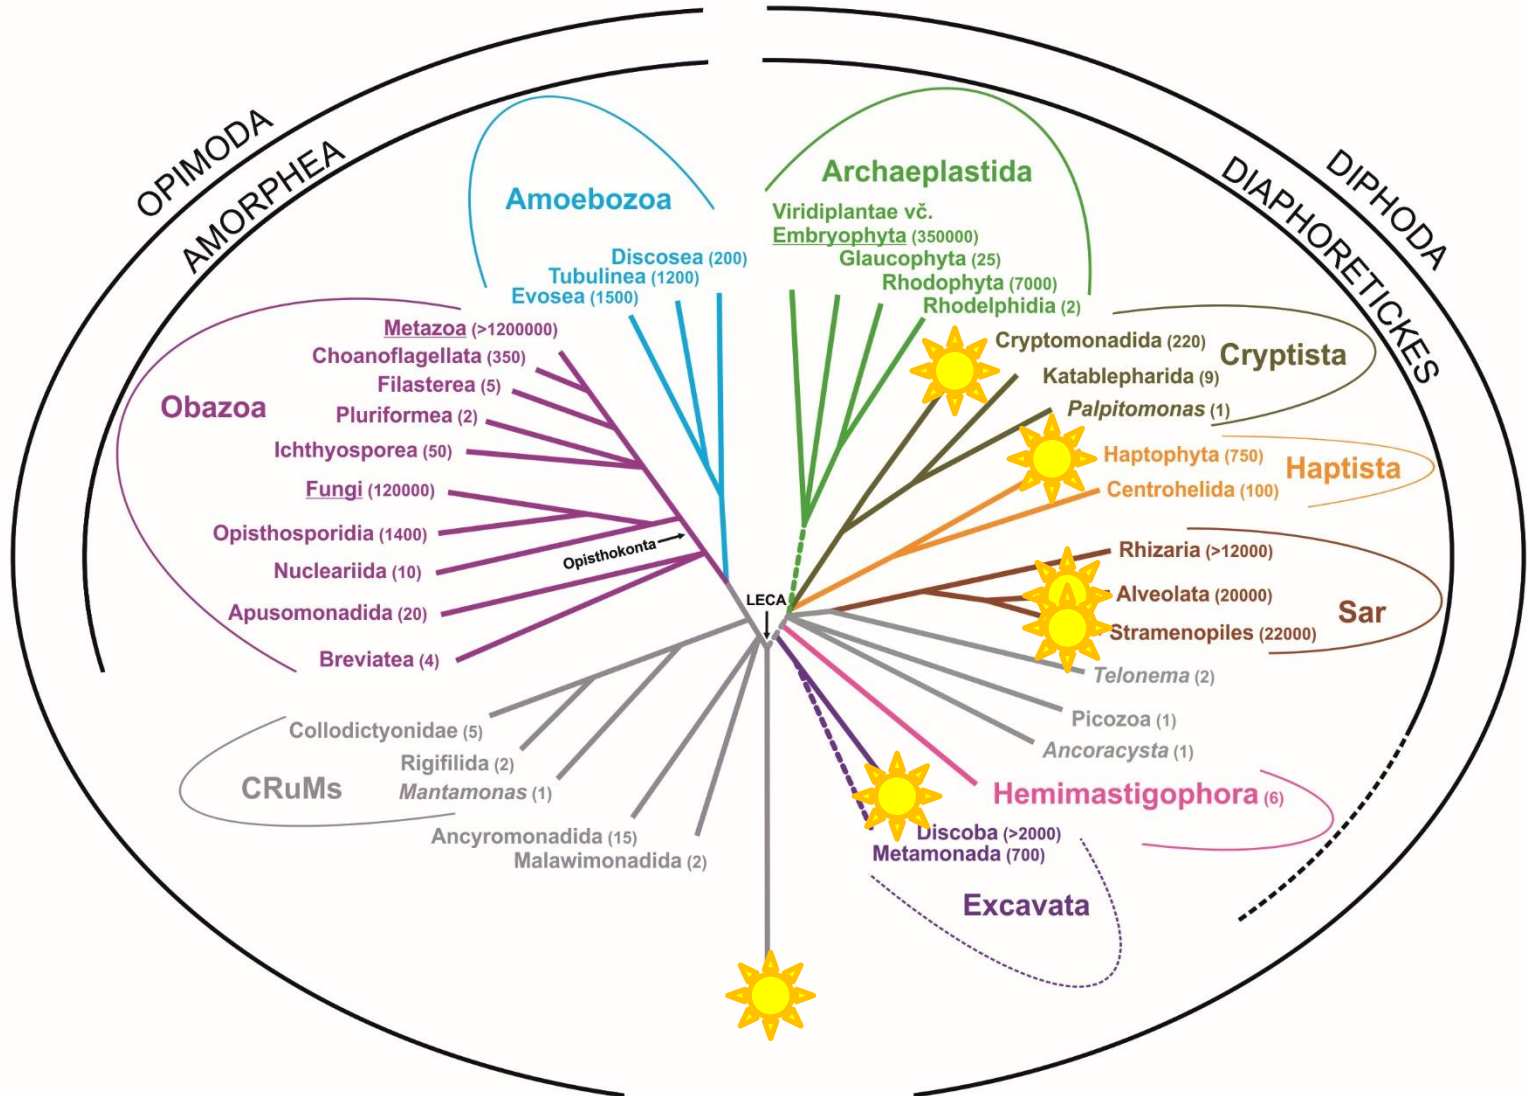 OPIMODA
AMORPHEA
DIPHODA
DIAPHORETICKES
Amoebozoa
Discosea (200)
Tubulinea (1200)
Evosea (1500)
Archaeplastida
Viridiplantae vč.
Embryophyta (350000)
Glaucophyta (25)
Rhodophyta (7000)
Rhodelphidia (2)
Obazoa
Metazoa (>1200000)
Choanoflagellata (350)
Filasterea (5)
Pluriformea (2)
Ichthyosporea (50)
Fungi (120000)
Opisthosporidia (1400)
Nucleariida (10)
Apusomonadida (20)
Breviatea (4)
Opisthokonta
LECA
Cryptista
Cryptomonadida (220)
Katablepharida (9)
Palpitomonas (1)
Haptista
Haptophyta (750)
Centrohelida (100)
Sar
Rhizaria (>12000)
Alveolata (20000)
Stramenopiles (22000)
Telonema (2)
Picozoa (1)
Ancoracysta (1)
Hemimastigophora (6)
Discoba (>2000)
Metamonada (700)
Excavata
CRuMs
Collodictyonidae (5)
Rigifilida (2)
Mantamonas (1)
Ancyromonadida (15)
Malawimonadida (2)